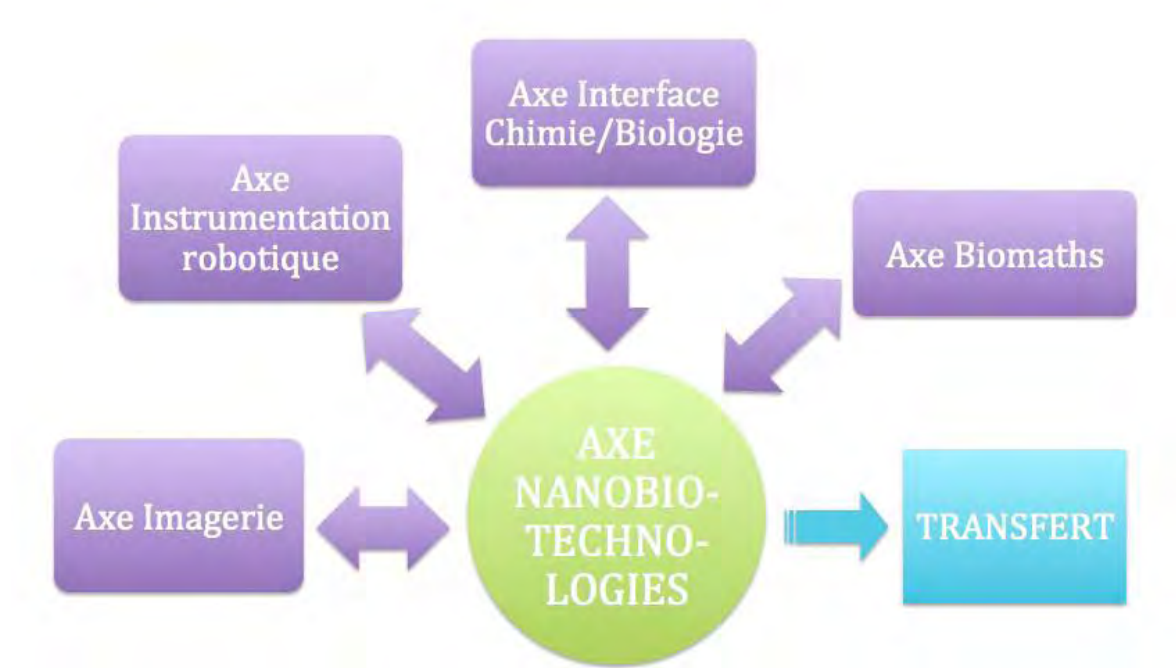 Axe Interface
Chimie/Biologie
Axe
Instrumentation
robotique
Axe Biomaths
Axe Imagerie
AXE
NANOBIO-
TECHNO-
LOGIES
TRANSFERT